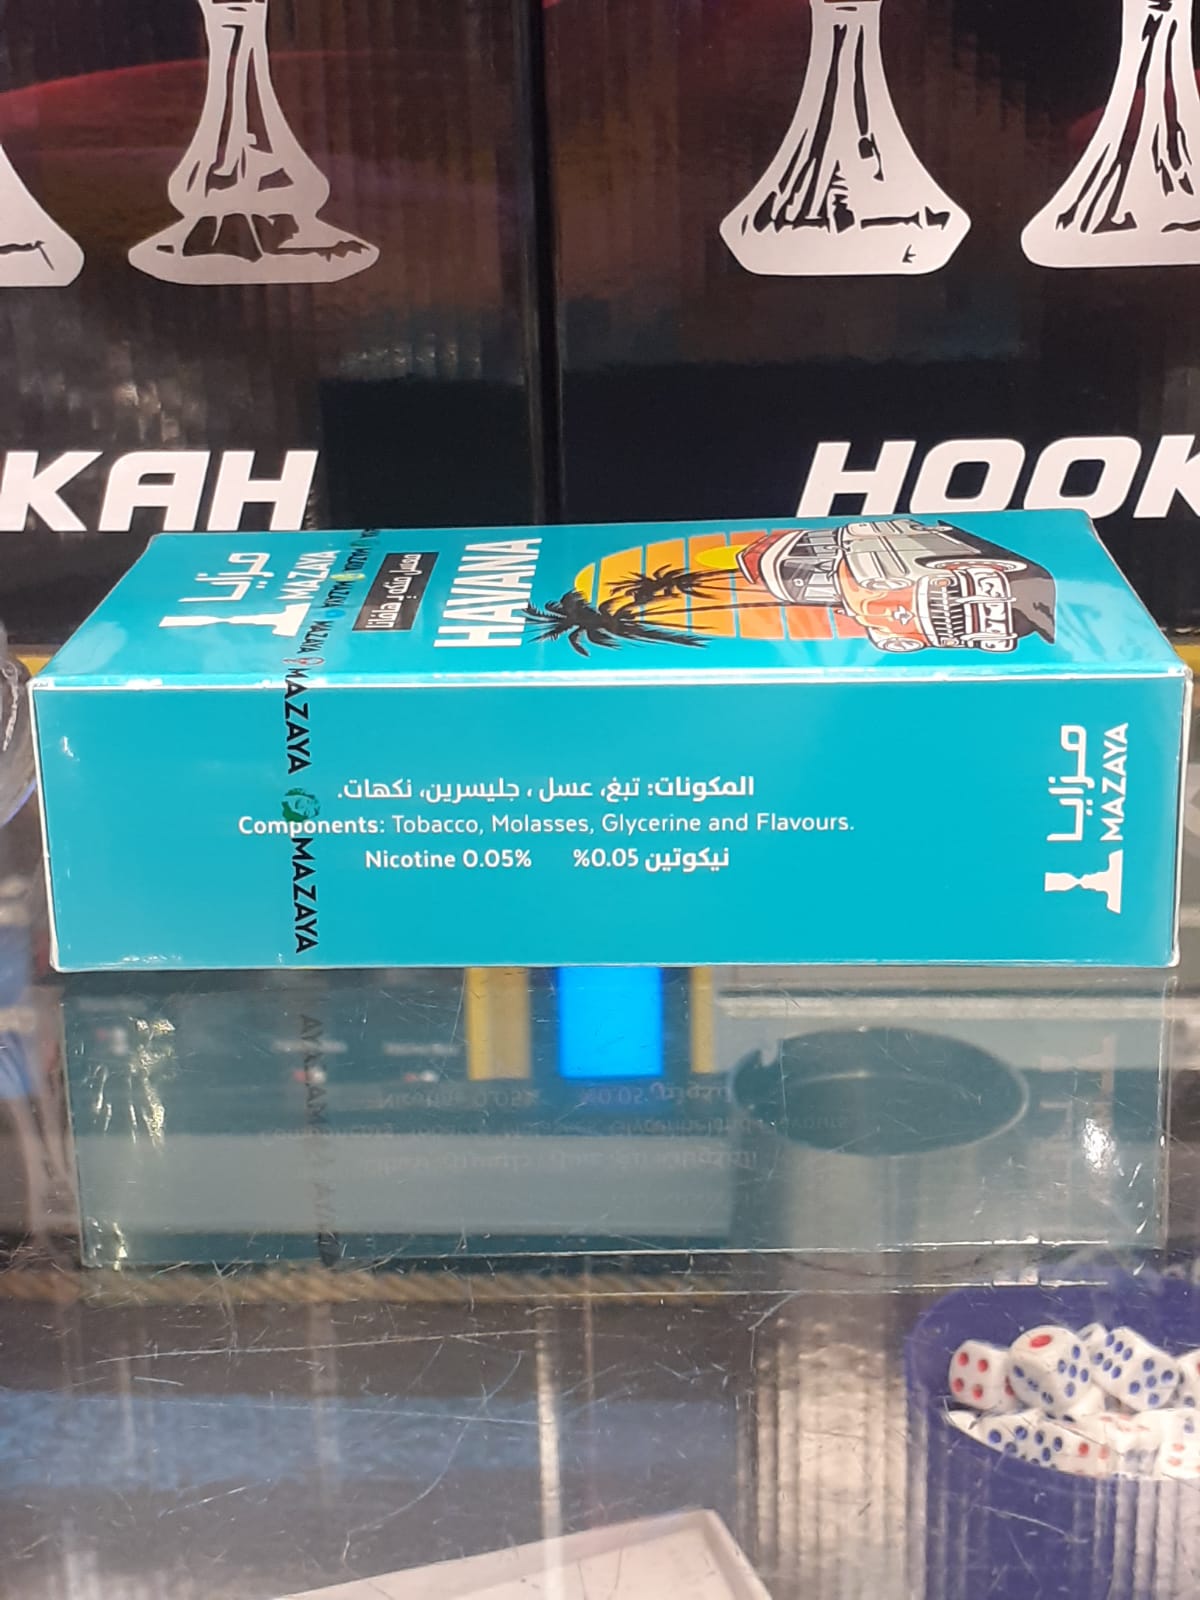 KAH
HOOK
مزايا
MAZAYA
HAVANA
MAZAYA MAZAYA
المكونات: تبغ، عسل ، جليسرين، نكهات.
Components: Tobacco, Molasses, Glycerine and Flavours.
Nicotine 0.05% نيكوتين 0.05%
مزايا
MAZAYA